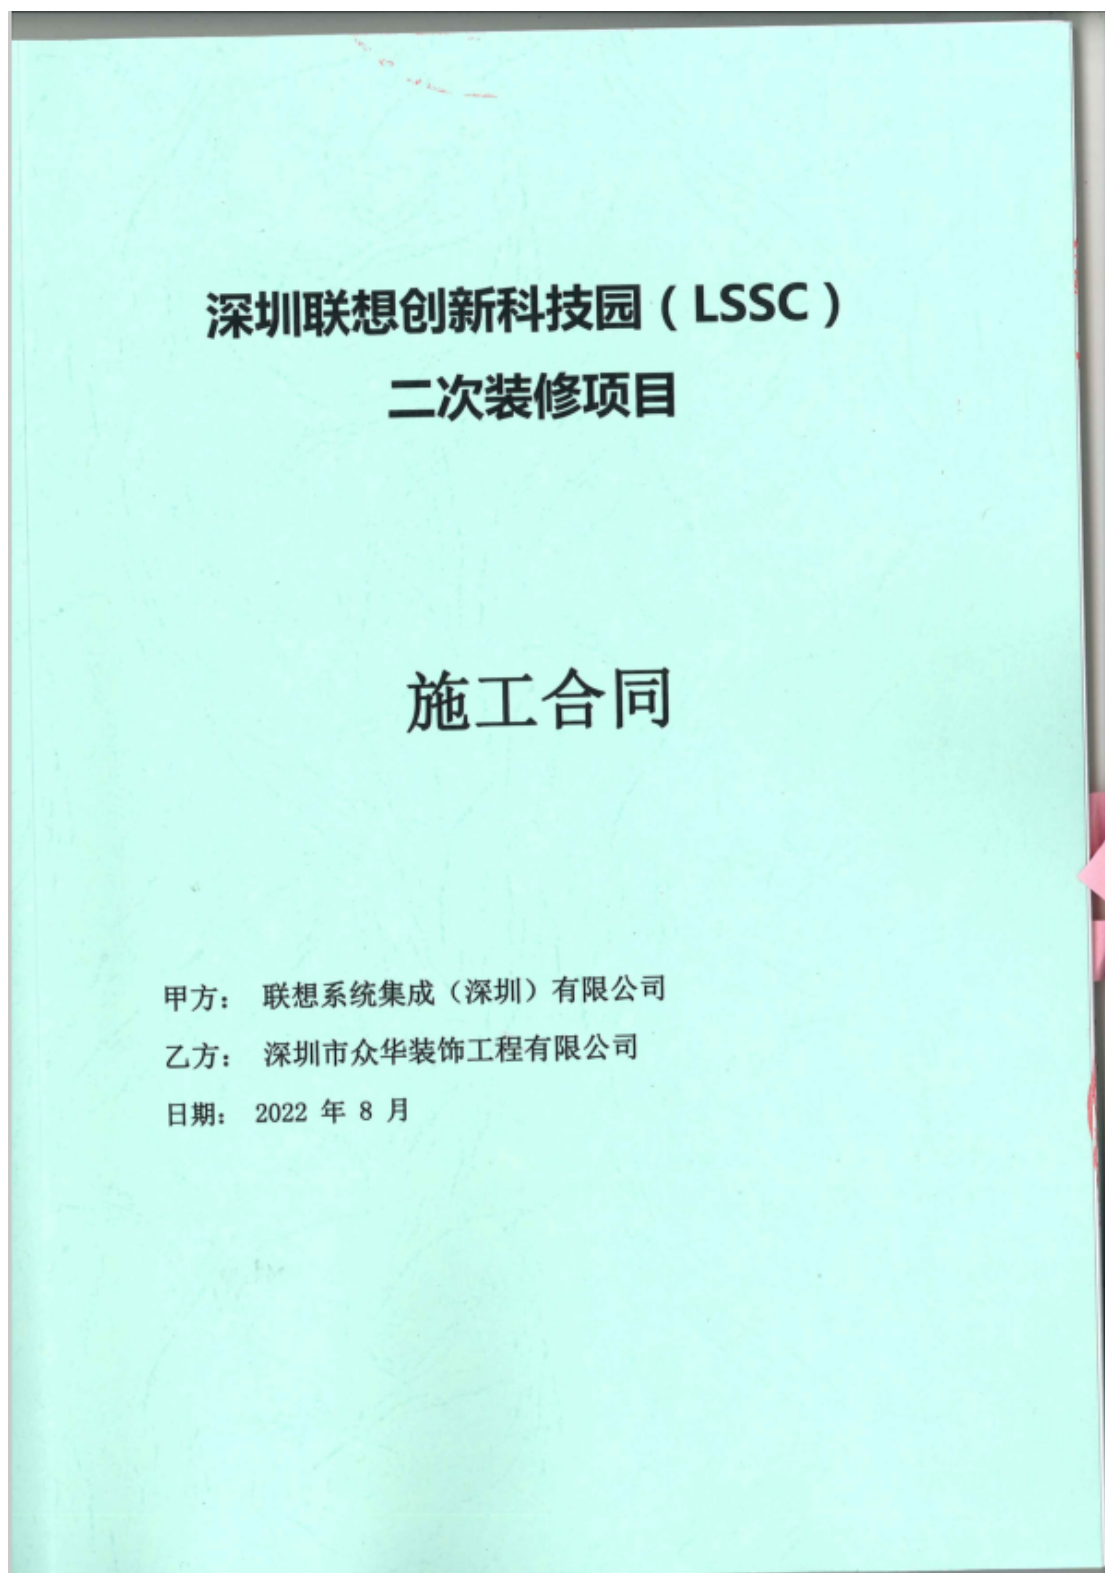 深圳联想创新科技园（LSSC）
二次装修项目
施工合同
甲方： 联想系统集成（深圳）有限公司
乙方： 深圳市众华装饰工程有限公司
日期： 2022 年 8 月